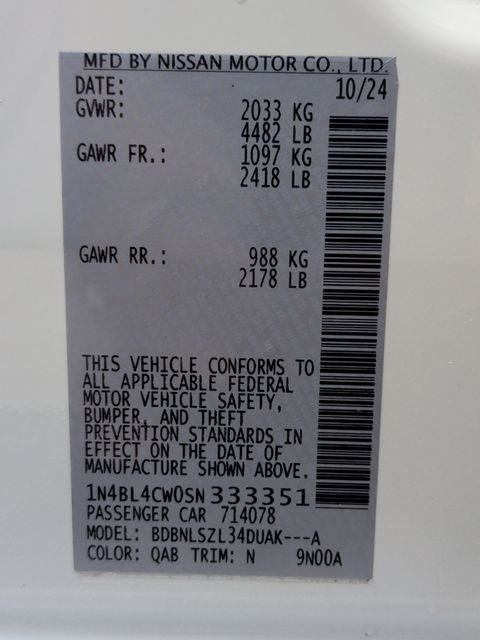 MFD BY NISSAN MOTOR CO., LTD.
DATE: 10/24
GVWR: 2033 KG
4482 LB
GAWR FR.: 1097 KG
2418 LB
GAWR RR.: 988 KG
2178 LB
THIS VEHICLE CONFORMS TO
ALL APPLICABLE FEDERAL
MOTOR VEHICLE SAFETY,
BUMPER, AND THEFT
PREVENTION STANDARDS IN
EFFECT ON THE DATE OF
MANUFACTURE SHOWN ABOVE.
1N4BL4CW0SN333351
PASSENGER CAR 714078
MODEL: BDBNLSZL34DUAK---A
COLOR: QAB TRIM: N 9N00A